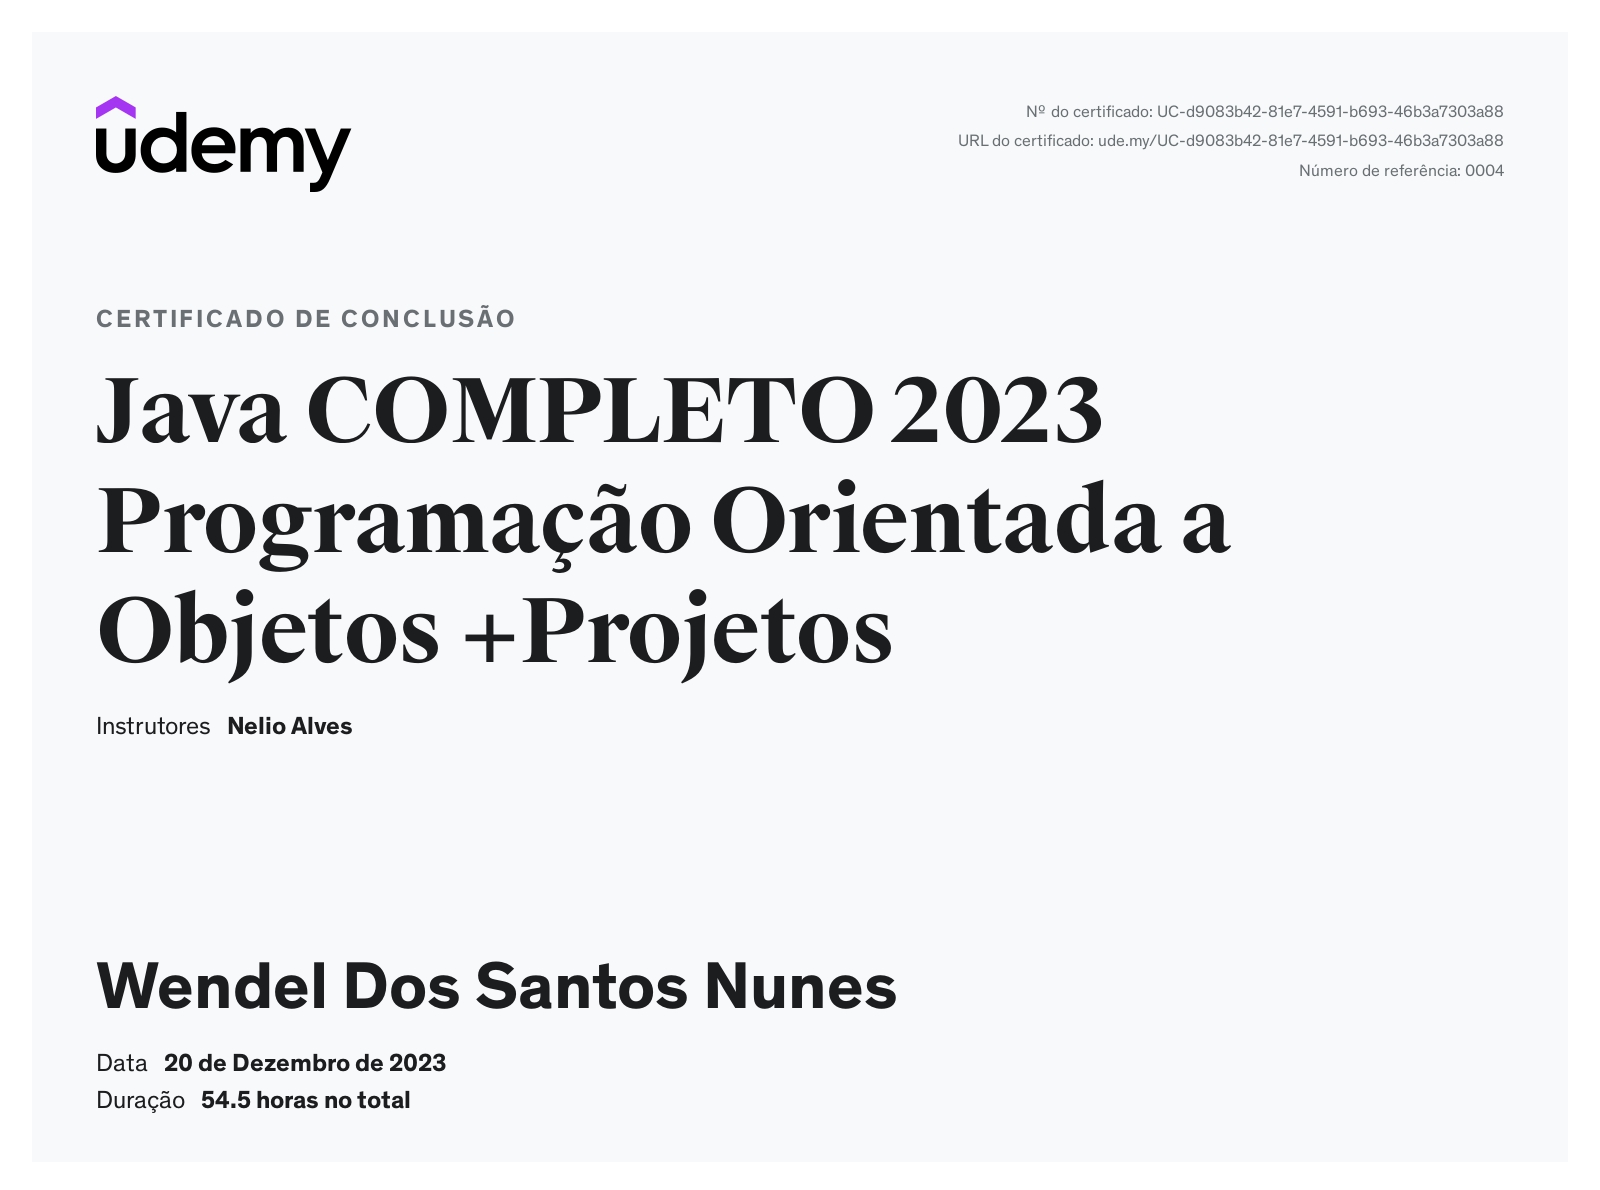 udemy
Nº do certificado: UC-d9083b42-81e7-4591-b693-46b3a7303a88
URL do certificado: ude.my/UC-d9083b42-81e7-4591-b693-46b3a7303a88
Número de referência: 0004
CERTIFICADO DE CONCLUSÃO
Java COMPLETO 2023
Programação Orientada a
Objetos +Projetos
Instrutores Nelio Alves
Wendel Dos Santos Nunes
Data 20 de Dezembro de 2023
Duração 54.5 horas no total